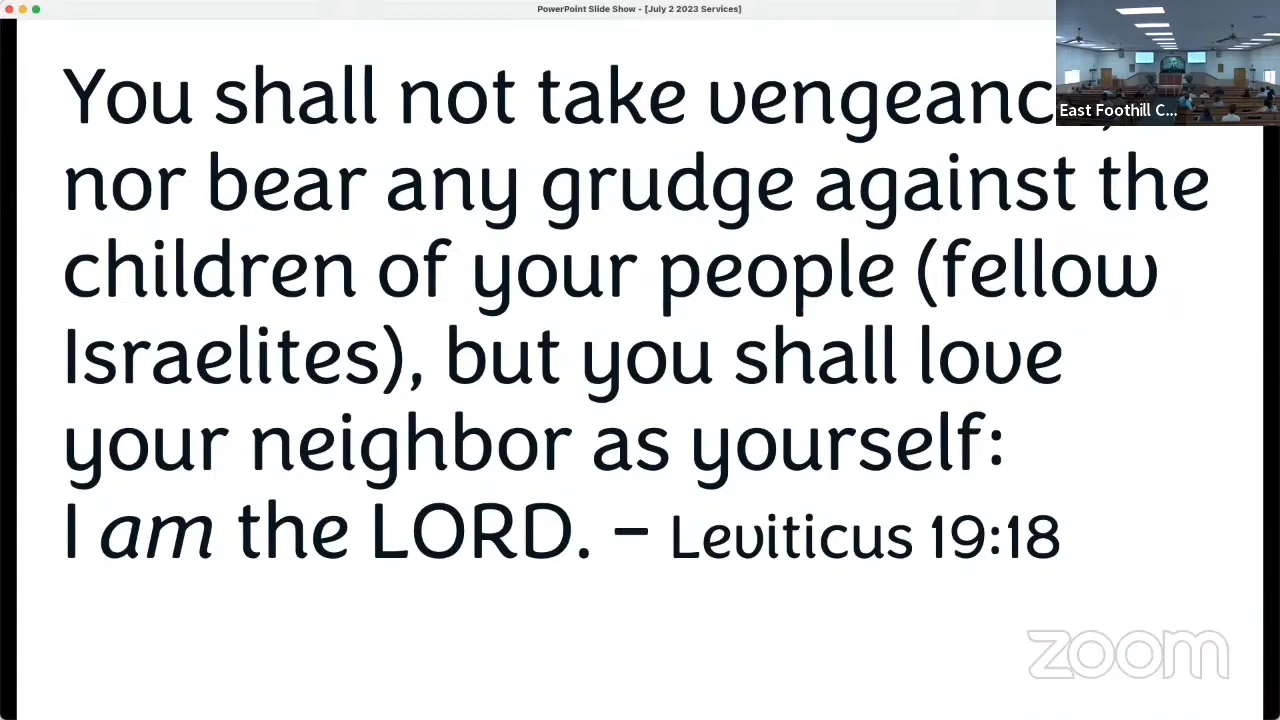 PowerPoint Slide Show - [July 2 2023 Services]
You shall not take vengeanc
East Foothill C...
nor bear any grudge against the
children of your people (fellow
Israelites), but you shall love
your neighbor as yourself:
I am the LORD. – Leviticus 19:18
zoom